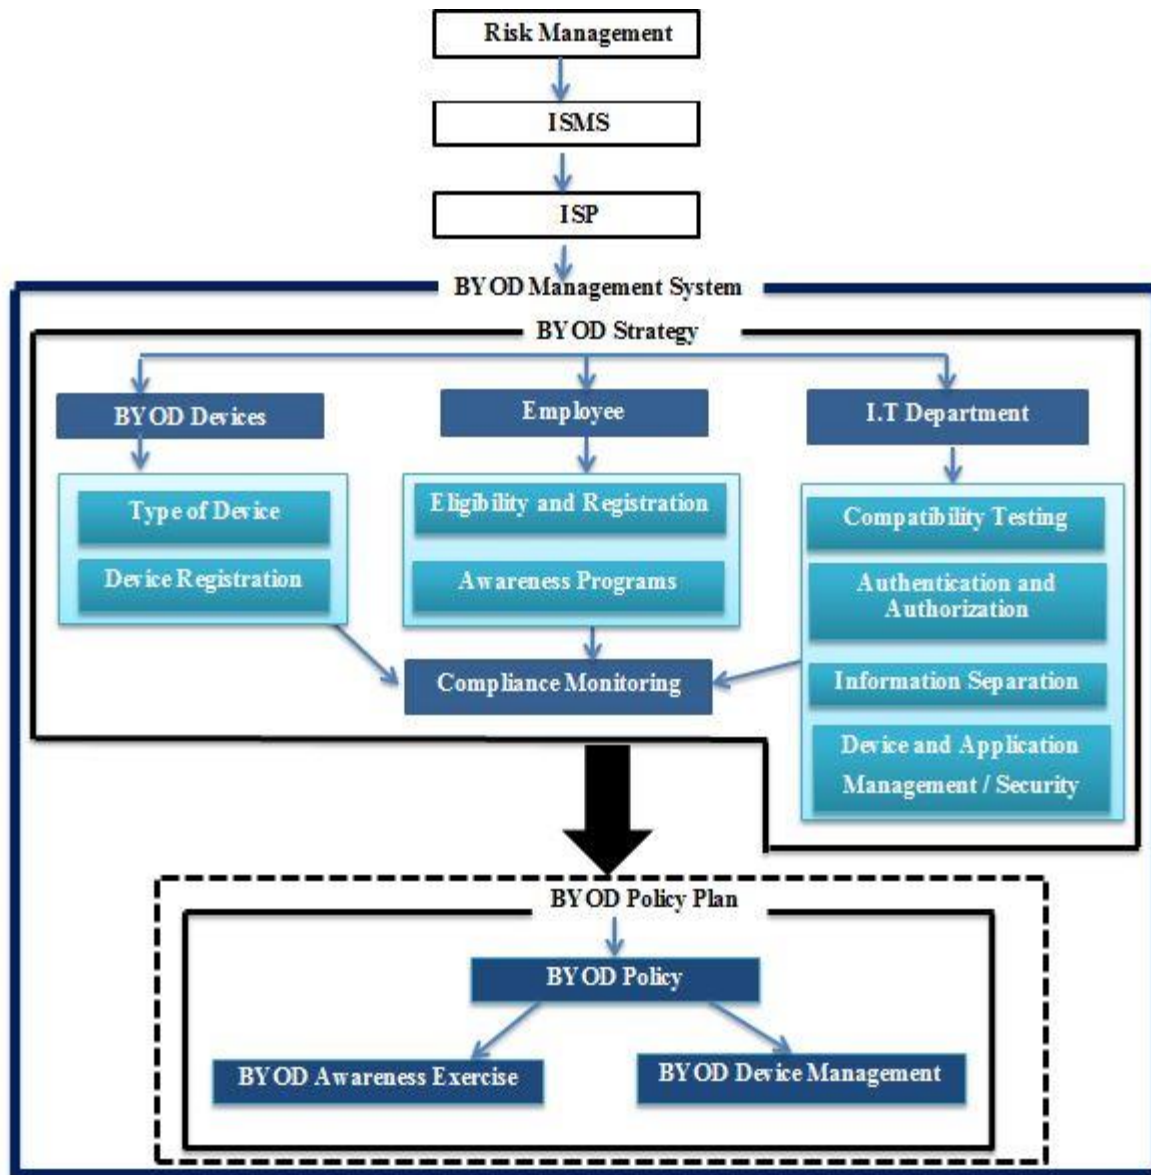 Risk Management
ISMS
ISP
BYOD Management System
BYOD Strategy
BYOD Devices
Employee
I.T Department
Type of Device
Device Registration
Eligibility and Registration
Awareness Programs
Compatibility Testing
Authentication and
Authorization
Information Separation
Device and Application
Management / Security
Compliance Monitoring
BYOD Policy Plan
BYOD Policy
BYOD Awareness Exercise
BYOD Device Management